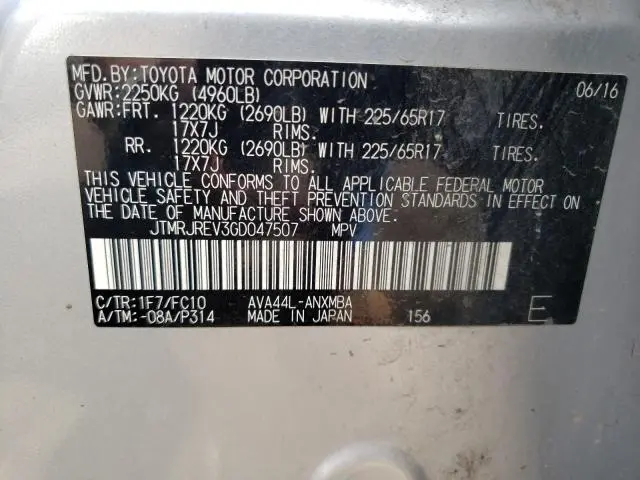 MFD. BY: TOYOTA MOTOR CORPORATION 06/16
GVWR: 2250KG (4960LB)
GAWR: FRT. 1220KG (2690LB) WITH 225/65R17 TIRES.
17X7J RIMS.
RR. 1220KG (2690LB) WITH 225/65R17 TIRES.
17X7J RIMS.
THIS VEHICLE CONFORMS TO ALL APPLICABLE FEDERAL MOTOR
VEHICLE SAFETY AND THEFT PREVENTION STANDARDS IN EFFECT ON
THE DATE OF MANUFACTURE SHOWN ABOVE.
JTMRJREV3GD047507 MPV
C/TR: 1F7/FC10 AVA44L-ANXMBA
A/TM: -08A/P314 MADE IN JAPAN 156 E